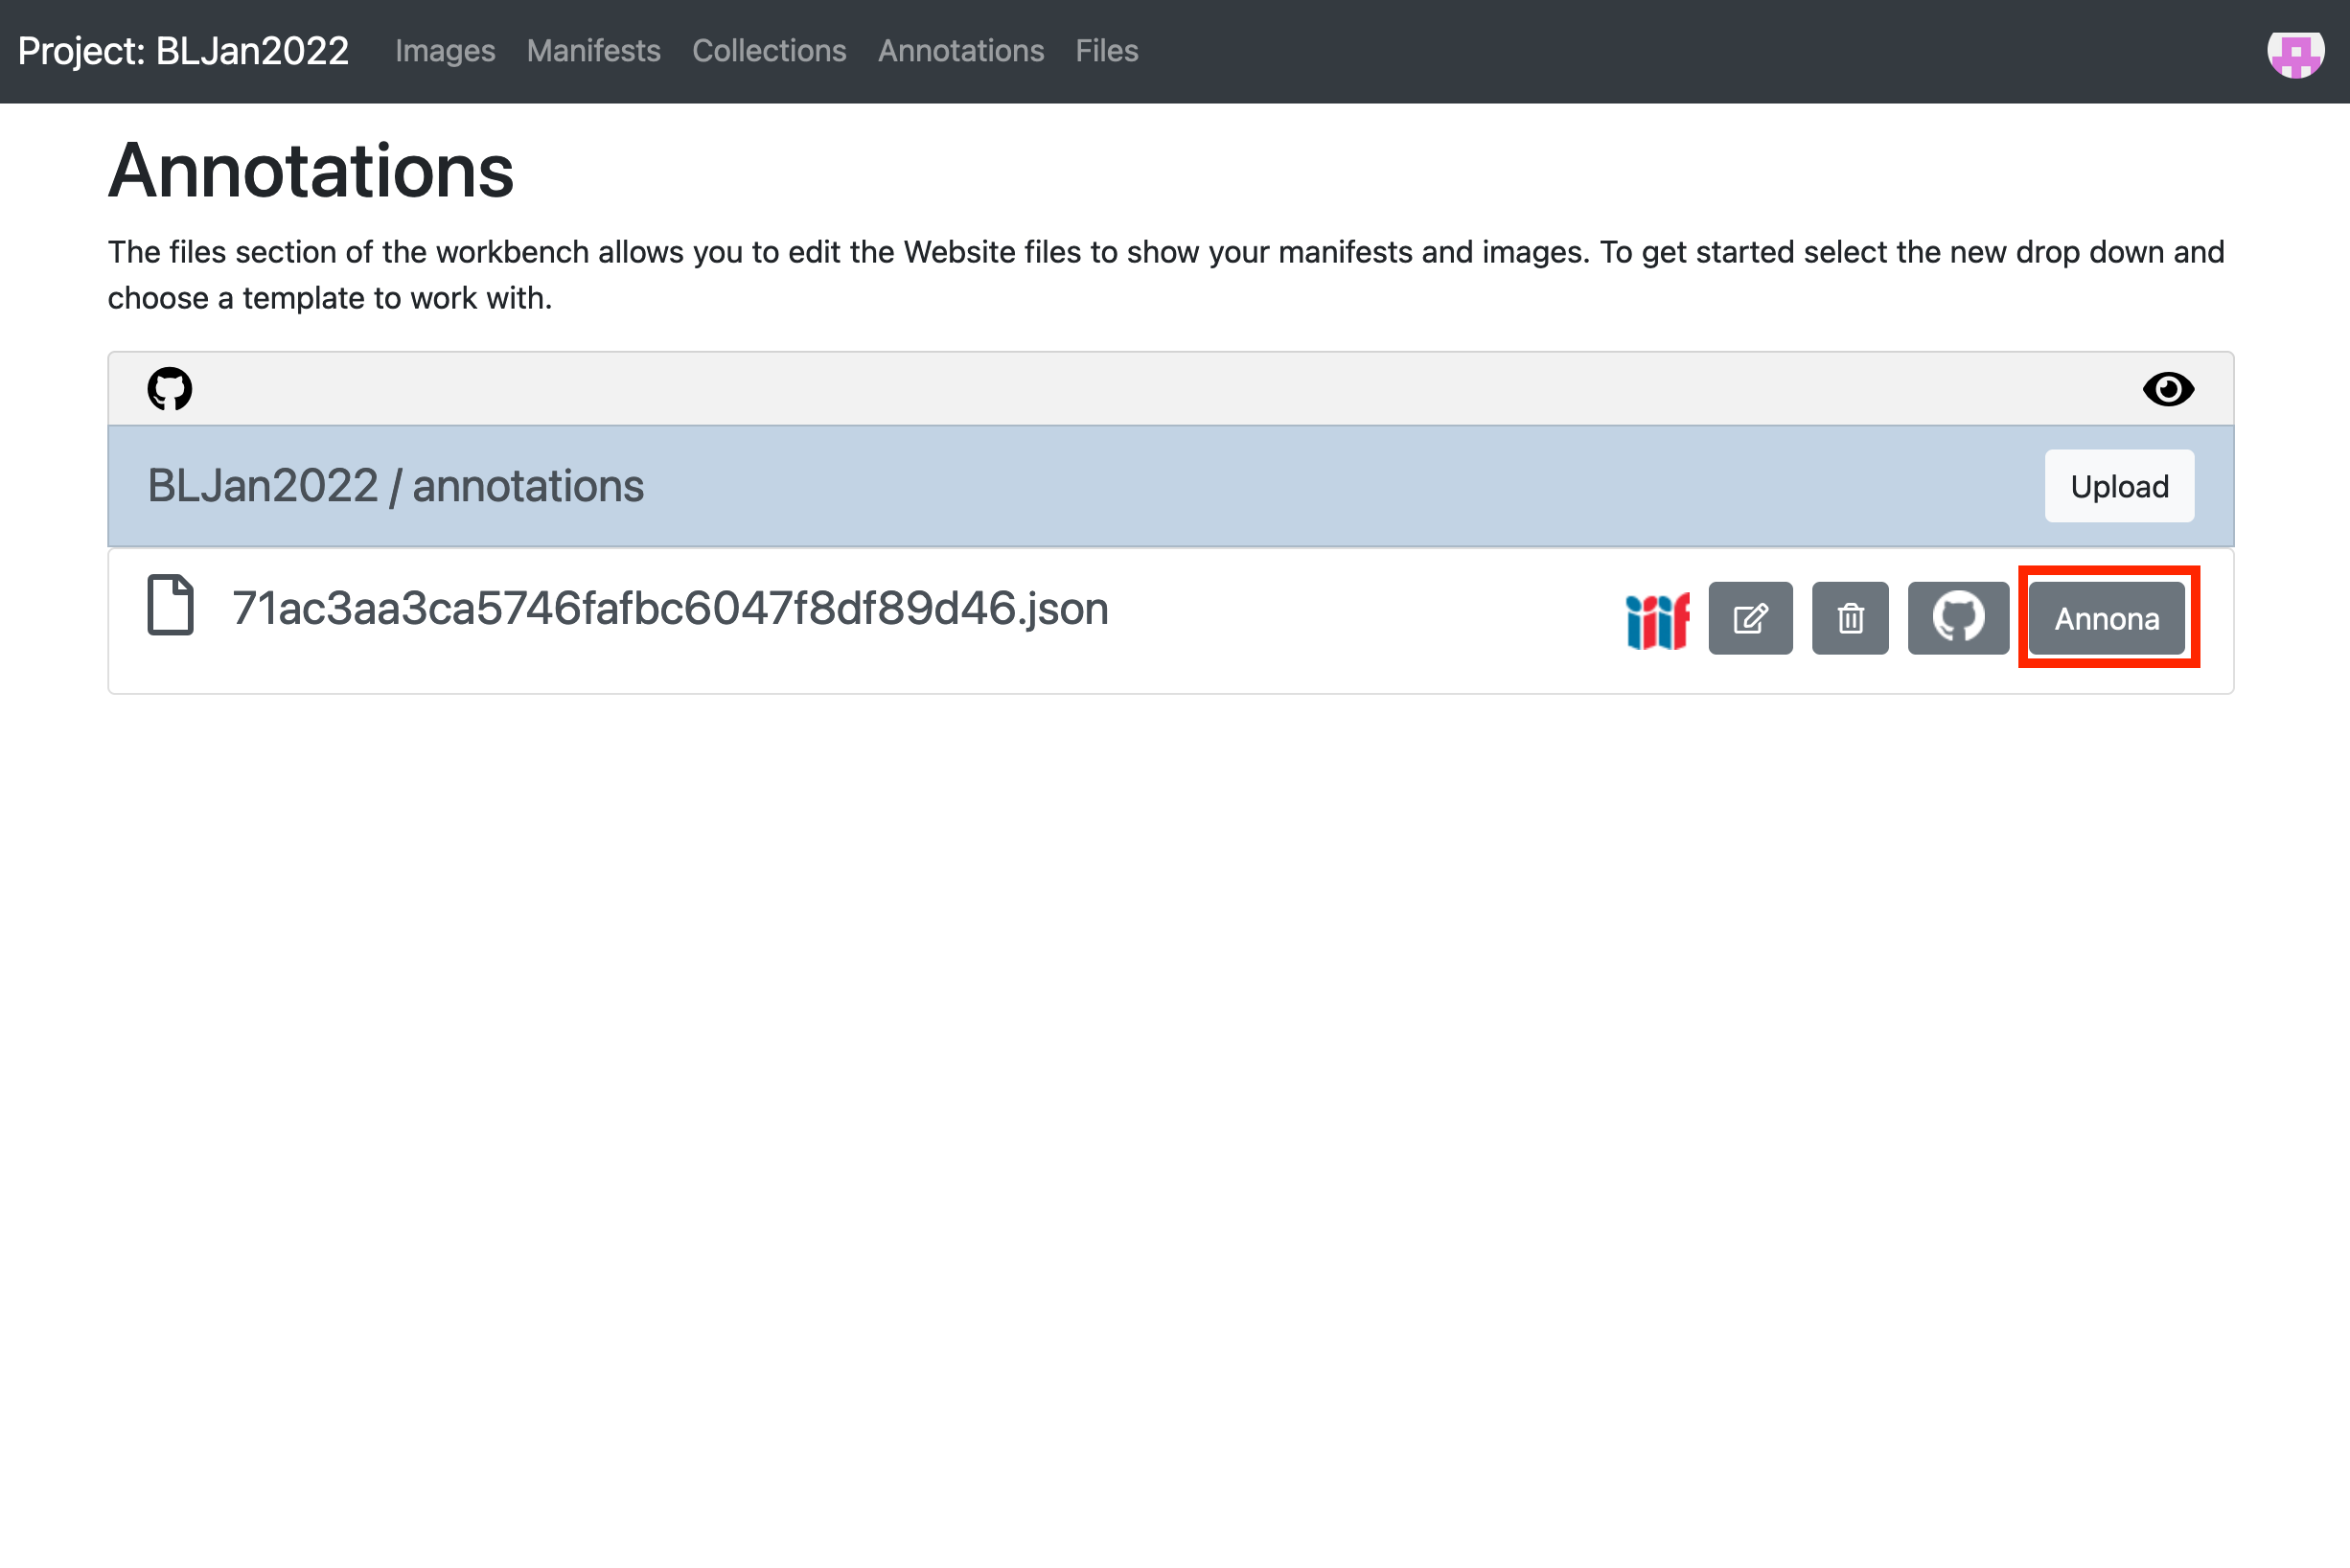 Project: BLJan2022 Images Manifests Collections Annotations Files
Annotations
The files section of the workbench allows you to edit the Website files to show your manifests and images. To get started select the new drop down and
choose a template to work with.
BLJan2022 / annotations Upload
71ac3aa3ca5746fafbc6047f8df89d46.json iiif Annona